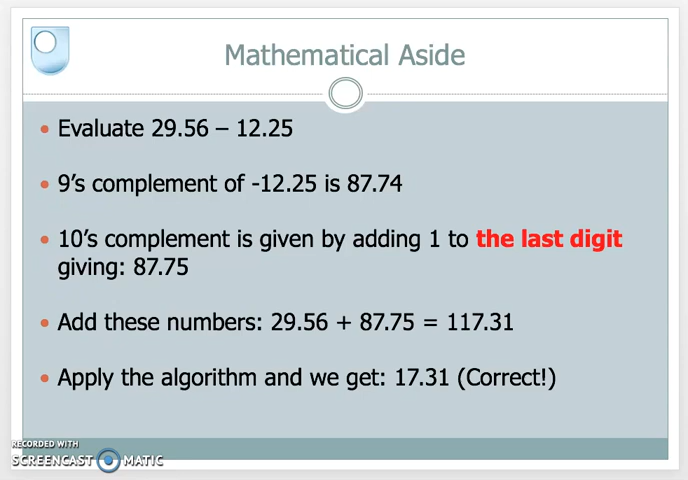 Mathematical Aside
• Evaluate 29.56 – 12.25
• 9’s complement of -12.25 is 87.74
• 10’s complement is given by adding 1 to the last digit
giving: 87.75
• Add these numbers: 29.56 + 87.75 = 117.31
• Apply the algorithm and we get: 17.31 (Correct!)
RECORDED WITH
SCREENCAST MATIC